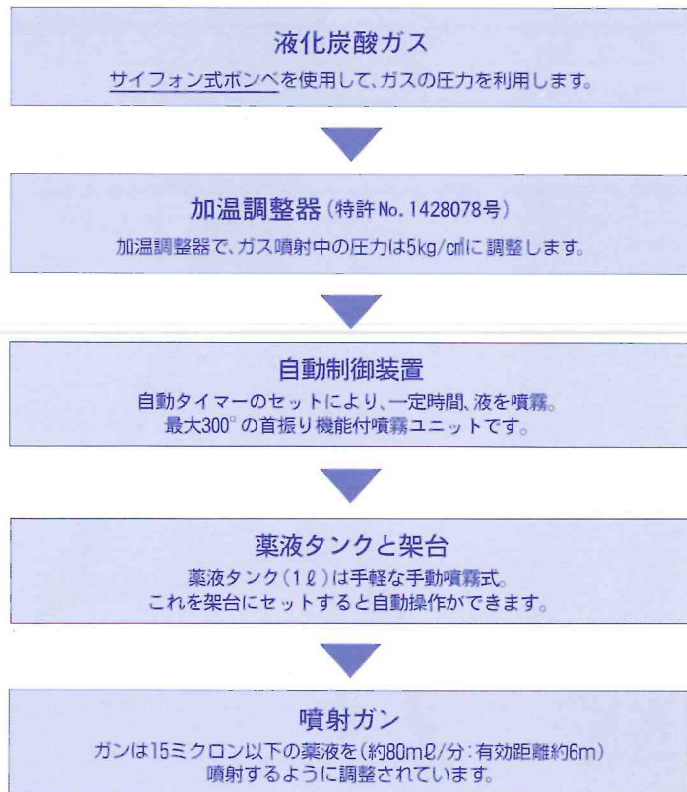 液化炭酸ガス
サイフォン式ボンベを使用して、ガスの圧力を利用します。
加温調整器(特許No.1428078号)
加温調整器で、ガス噴射中の圧力は5kg/㎠に調整します。
自動制御装置
自動タイマーのセットにより、一定時間、液を噴霧。
最大300°の首振り機能付噴霧ユニットです。
薬液タンクと架台
薬液タンク(1ℓ)は手軽な手動噴霧式。
これを架台にセットすると自動操作ができます。
噴射ガン
ガンは15ミクロン以下の薬液を(約80mℓ/分:有効距離約6m)
噴射するように調整されています。